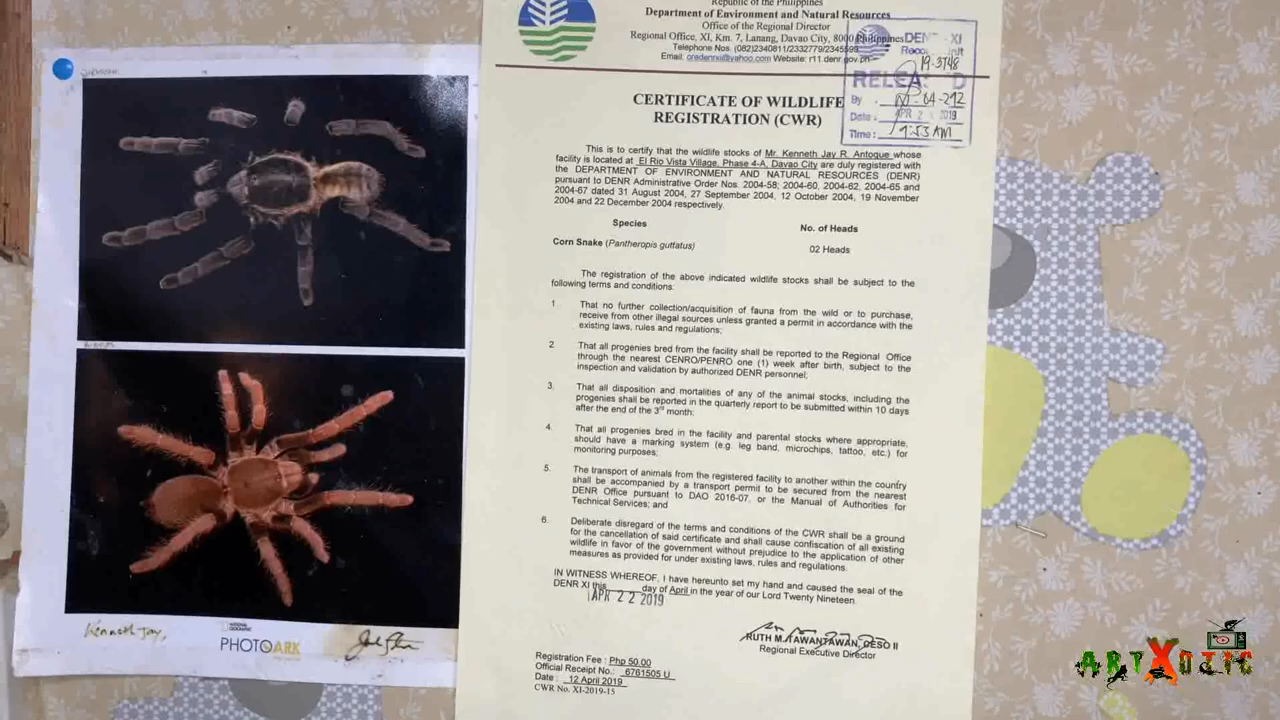 Republic of the Philippines
Department of Environment and Natural Resources
Office of the Regional Director
Regional Office, XI, Km. 7, Lanang, Davao City, 8000 Philippines
Telephone Nos. (082)2340811/2332779/2345599
Email: oredenrxi@yahoo.com Website: r11.denr.gov.ph
DENR - XI
19-3748
RELEASED
By
Date : APR 2 2019
Time : 9:53 AM
CERTIFICATE OF WILDLIFE
REGISTRATION (CWR)
This is to certify that the wildlife stocks of Mr. Kenneth Jay R. Antoque whose
facility is located at El Rio Vista Village, Phase 4-A, Davao City are duly registered with
the DEPARTMENT OF ENVIRONMENT AND NATURAL RESOURCES (DENR)
pursuant to DENR Administrative Order Nos. 2004-58; 2004-60, 2004-62, 2004-65 and
2004-67 dated 31 August 2004, 27 September 2004, 12 October 2004, 19 November
2004 and 22 December 2004 respectively.
Species No. of Heads
Corn Snake (Pantheropis guttatus) 02 Heads
The registration of the above indicated wildlife stocks shall be subject to the
following terms and conditions:
1. That no further collection/acquisition of fauna from the wild or to purchase,
receive from other illegal sources unless granted a permit in accordance with the
existing laws, rules and regulations;
2. That all progenies bred from the facility shall be reported to the Regional Office
through the nearest CENRO/PENRO one (1) week after birth, subject to the
inspection and validation by authorized DENR personnel;
3. That all disposition and mortalities of any of the animal stocks, including the
progenies shall be reported in the quarterly report to be submitted within 10 days
after the end of the 3rd month;
4. That all progenies bred in the facility and parental stocks where appropriate,
should have a marking system (e.g. leg band, microchips, tattoo, etc.) for
monitoring purposes;
5. The transport of animals from the registered facility to another within the country
shall be accompanied by a transport permit to be secured from the nearest
DENR Office pursuant to DAO 2016-07, or the Manual of Authorities for
Technical Services; and
6. Deliberate disregard of the terms and conditions of the CWR shall be a ground
for the cancellation of said certificate and shall cause confiscation of all existing
wildlife in favor of the government without prejudice to the application of other
measures as provided for under existing laws, rules and regulations.
IN WITNESS WHEREOF, I have hereunto set my hand and caused the seal of the
DENR XI this day of April in the year of our Lord Twenty Nineteen.
APR 22 2019
RUTH M. TAWANTAWAN, CESO II
Regional Executive Director
Registration Fee : Php 50.00
Official Receipt No.: 6761505 U
Date : 12 April 2019
CWR No. XI-2019-15
Kenneth Jay,
NATIONAL GEOGRAPHIC
PHOTO ARK
ARTXOTIC